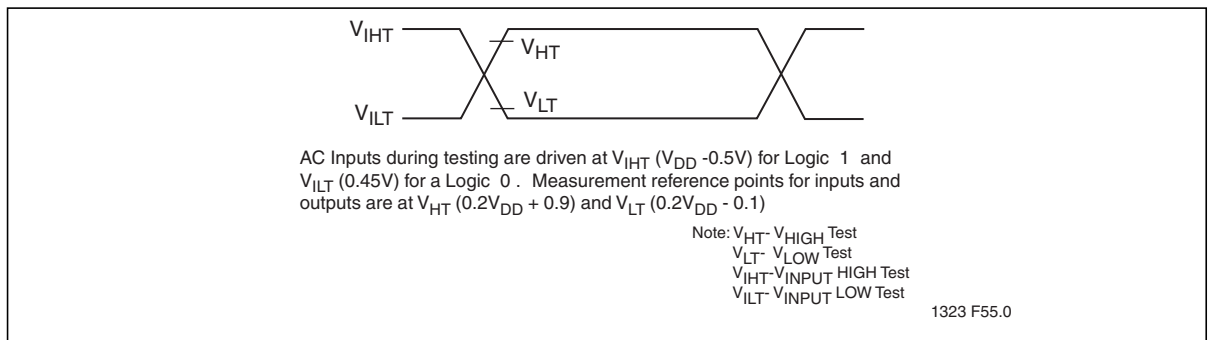 VIHT
VHT
VLT
VILT
AC Inputs during testing are driven at VIHT (VDD -0.5V) for Logic 1 and
VILT (0.45V) for a Logic 0 . Measurement reference points for inputs and
outputs are at VHT (0.2VDD + 0.9) and VLT (0.2VDD - 0.1)
Note: VHT- VHIGH Test
VLT- VLOW Test
VIHT-VINPUT HIGH Test
VILT- VINPUT LOW Test
1323 F55.0